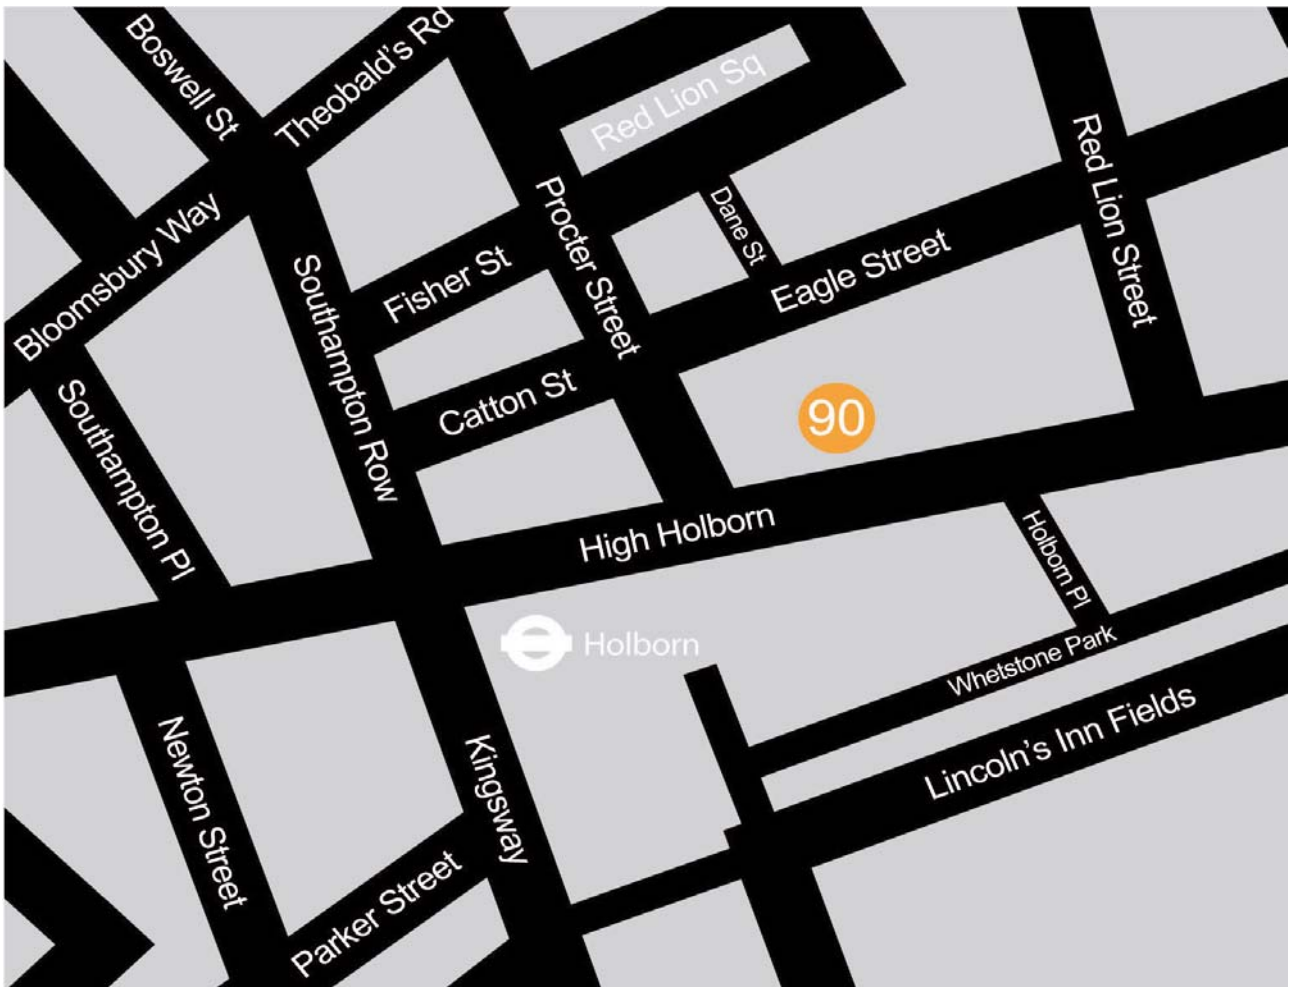 Boswell St
Theobald's Rd
Red Lion Sq
Red Lion Street
Procter Street
Dane St
Bloomsbury Way
Fisher St
Eagle Street
Southampton Row
Southampton Pl
Catton St
90
High Holborn
Holborn Pl
Holborn
Whetstone Park
Lincoln's Inn Fields
Newton Street
Kingsway
Parker Street